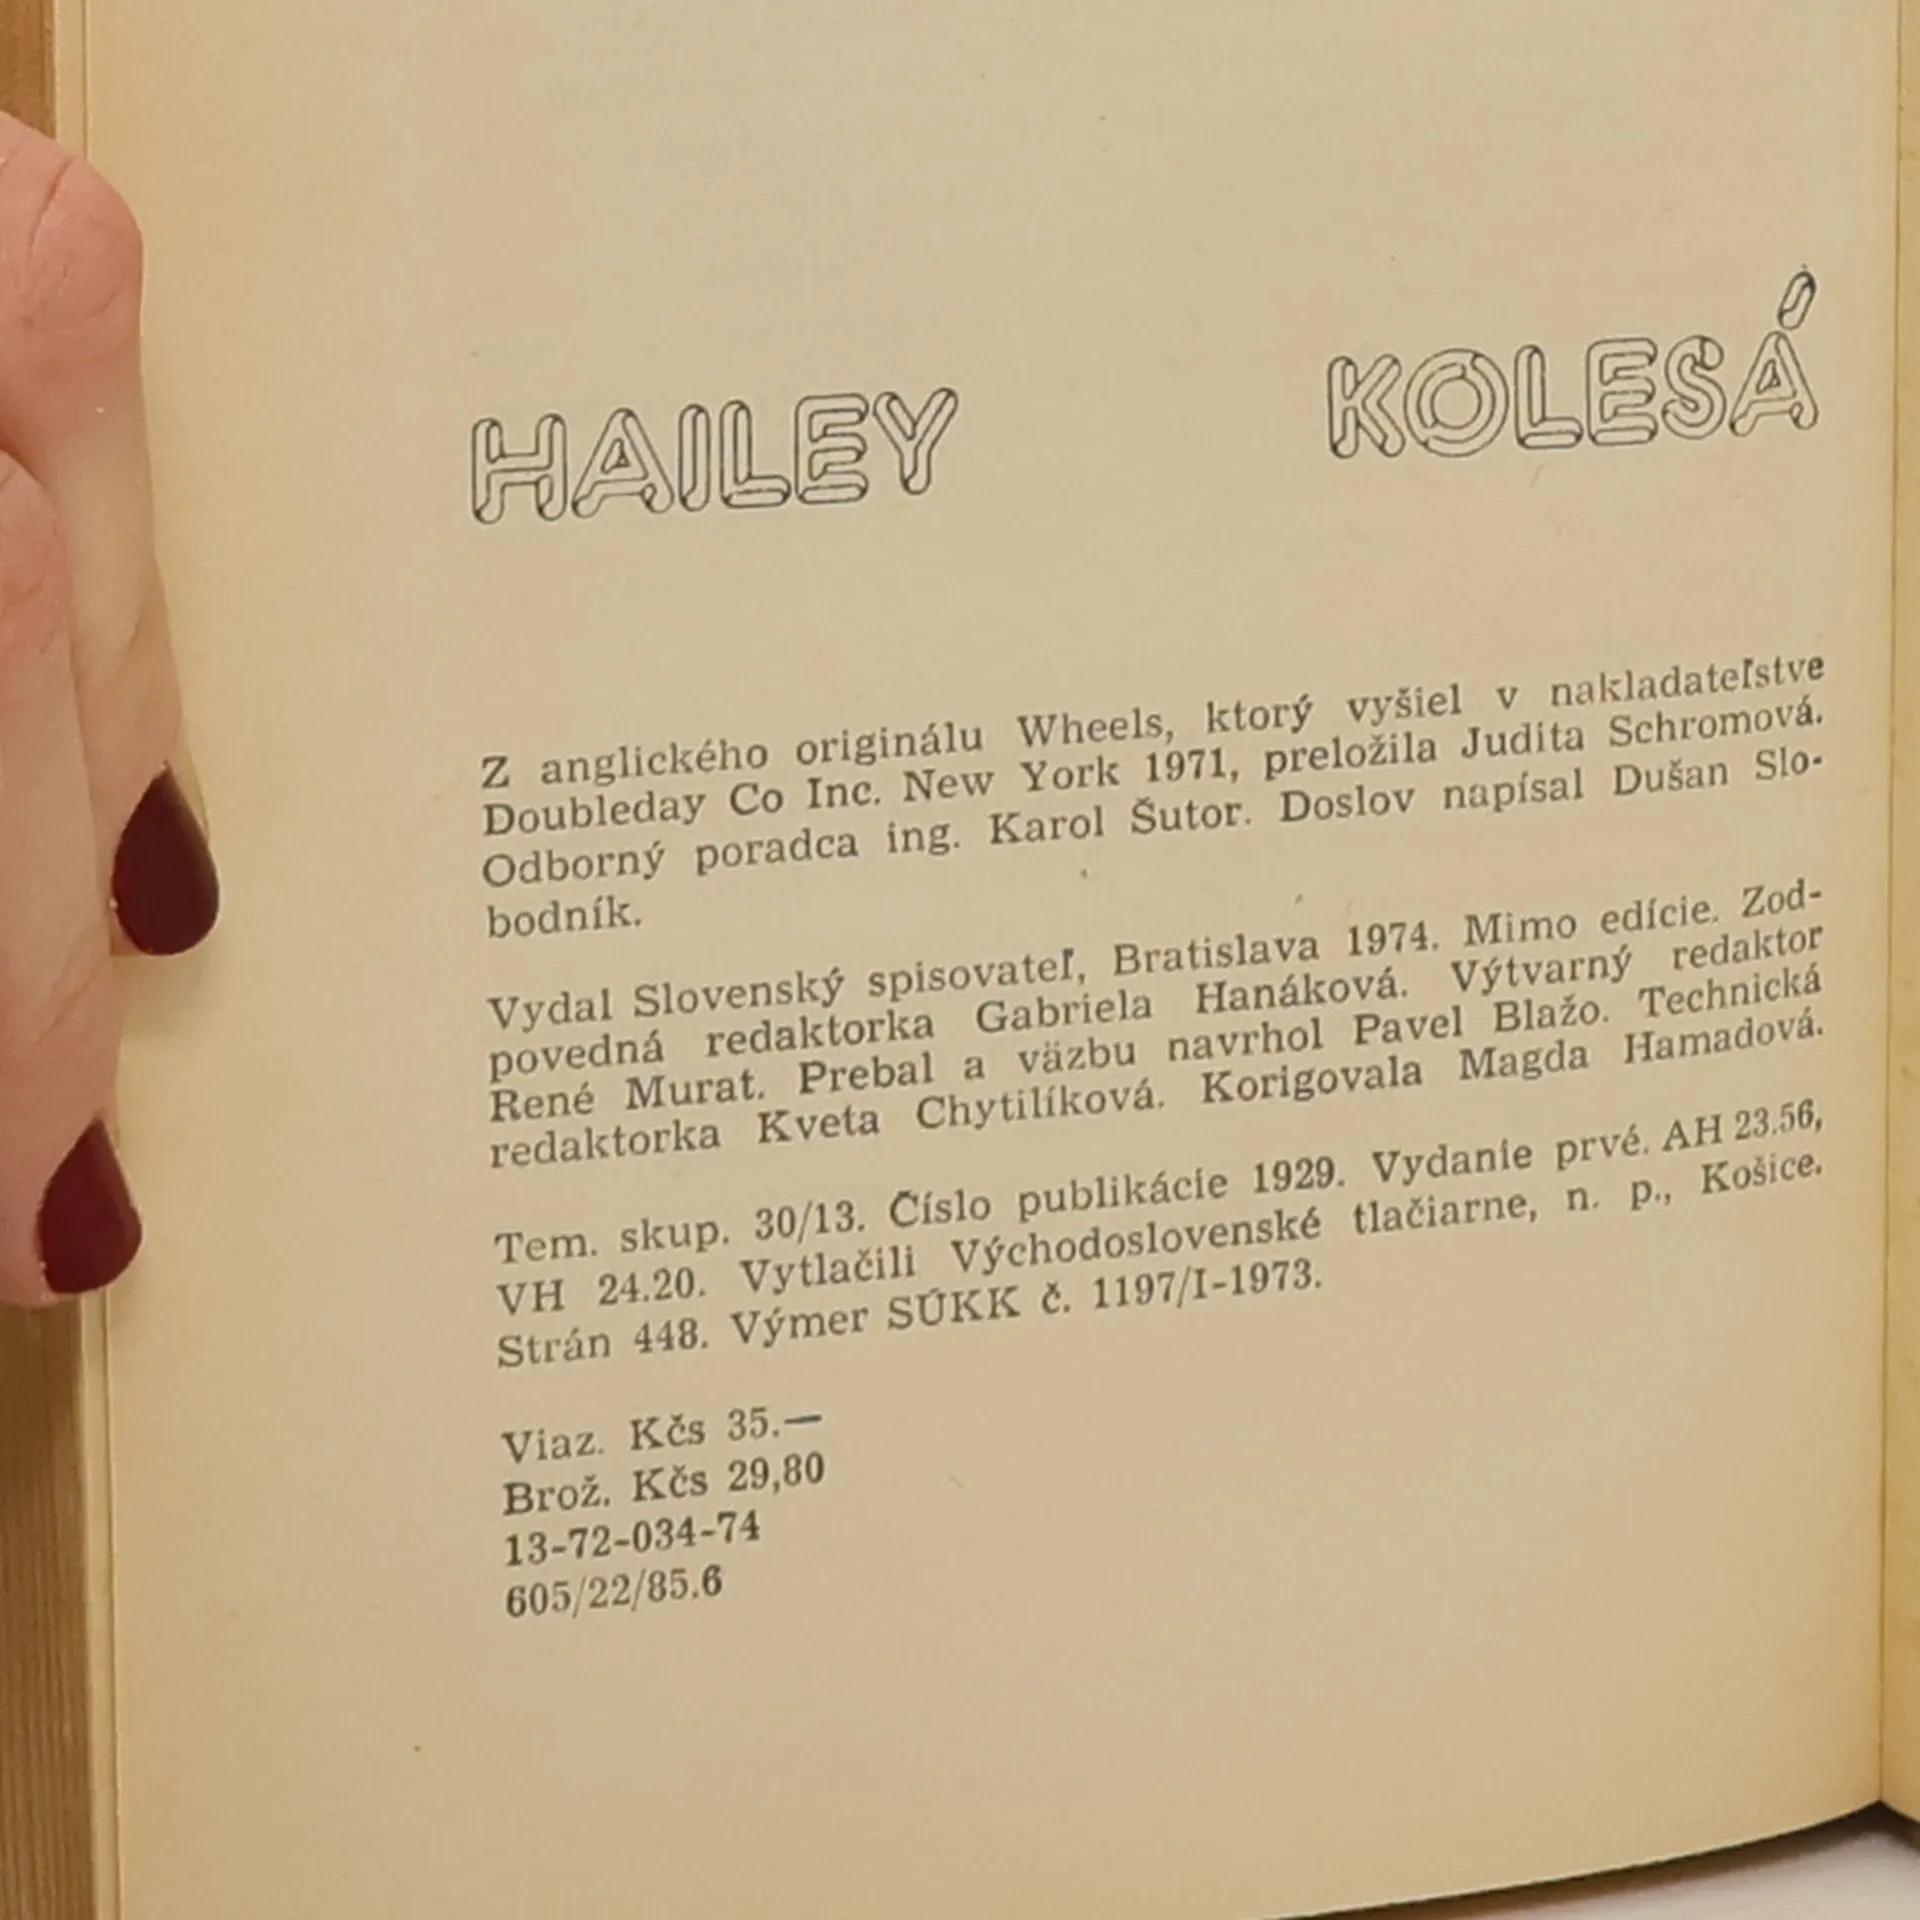 HAILEY KOLESÁ
Z anglického originálu Wheels, ktorý vyšiel v nakladateľstve
Doubleday Co Inc. New York 1971, preložila Judita Schromová.
Odborný poradca ing. Karol Šutor. Doslov napísal Dušan Slo-
bodník.
Vydal Slovenský spisovateľ, Bratislava 1974. Mimo edície. Zod-
povedná redaktorka Gabriela Hanáková. Výtvarný redaktor
René Murat. Prebal a väzbu navrhol Pavel Blažo. Technická
redaktorka Kveta Chytilíková. Korigovala Magda Hamadová.
Tem. skup. 30/13. Číslo publikácie 1929. Vydanie prvé. AH 23.56,
VH 24.20. Vytlačili Východoslovenské tlačiarne, n. p., Košice.
Strán 448. Výmer SÚKK č. 1197/I-1973.
Viaz. Kčs 35.—
Brož. Kčs 29,80
13-72-034-74
605/22/85.6